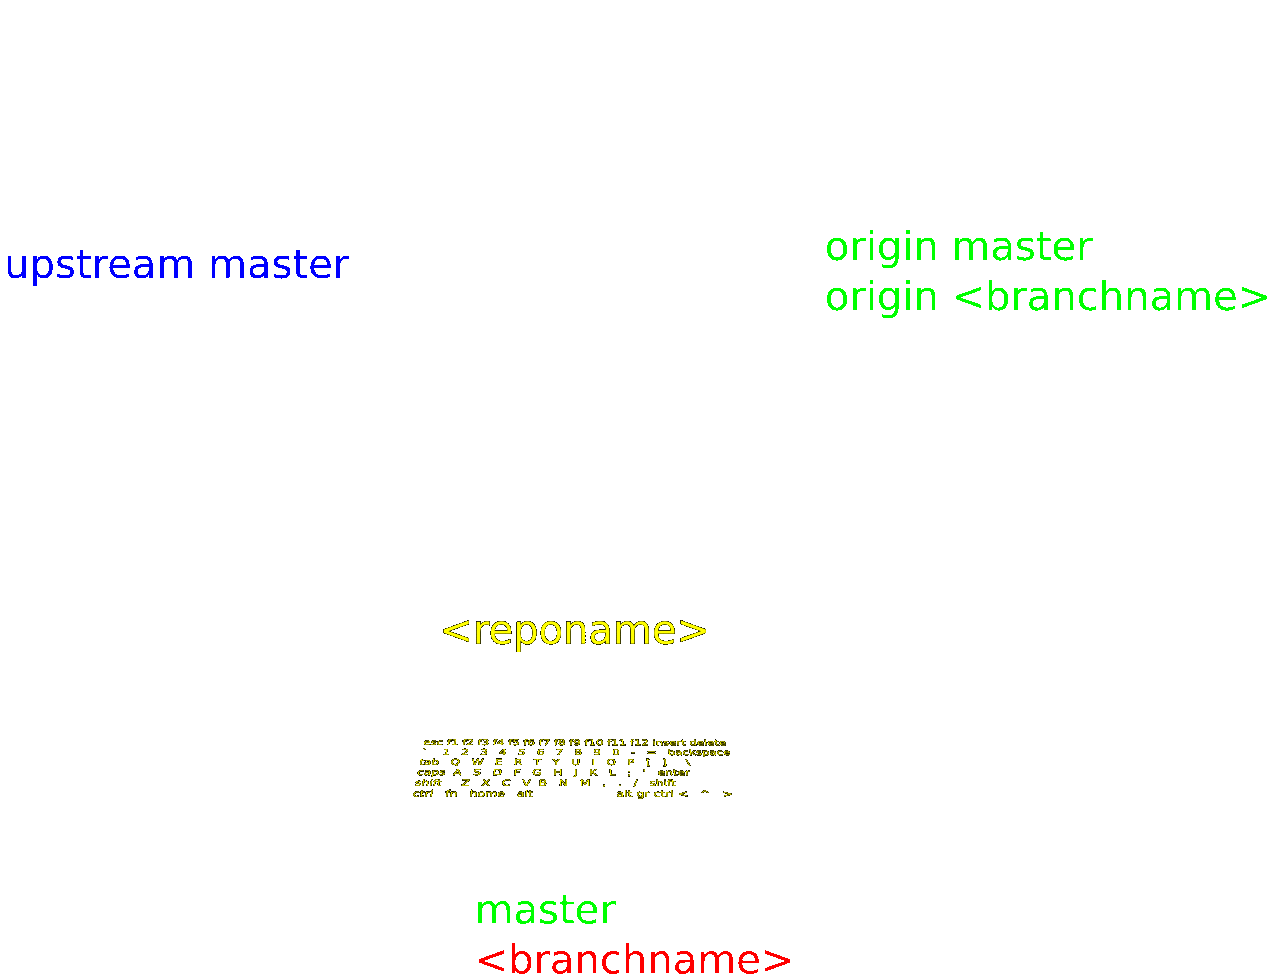 upstream master
origin master
origin <branchname>
<reponame>
esc f1 f2 f3 f4 f5 f6 f7 f8 f9 f10 f11 f12 insert delete
` 1 2 3 4 5 6 7 8 9 0 - = backspace
tab Q W E R T Y U I O P [ ] \
caps A S D F G H J K L ; ' enter
shift Z X C V B N M , . / shift
ctrl fn home alt alt gr ctrl < ^ >
master
<branchname>